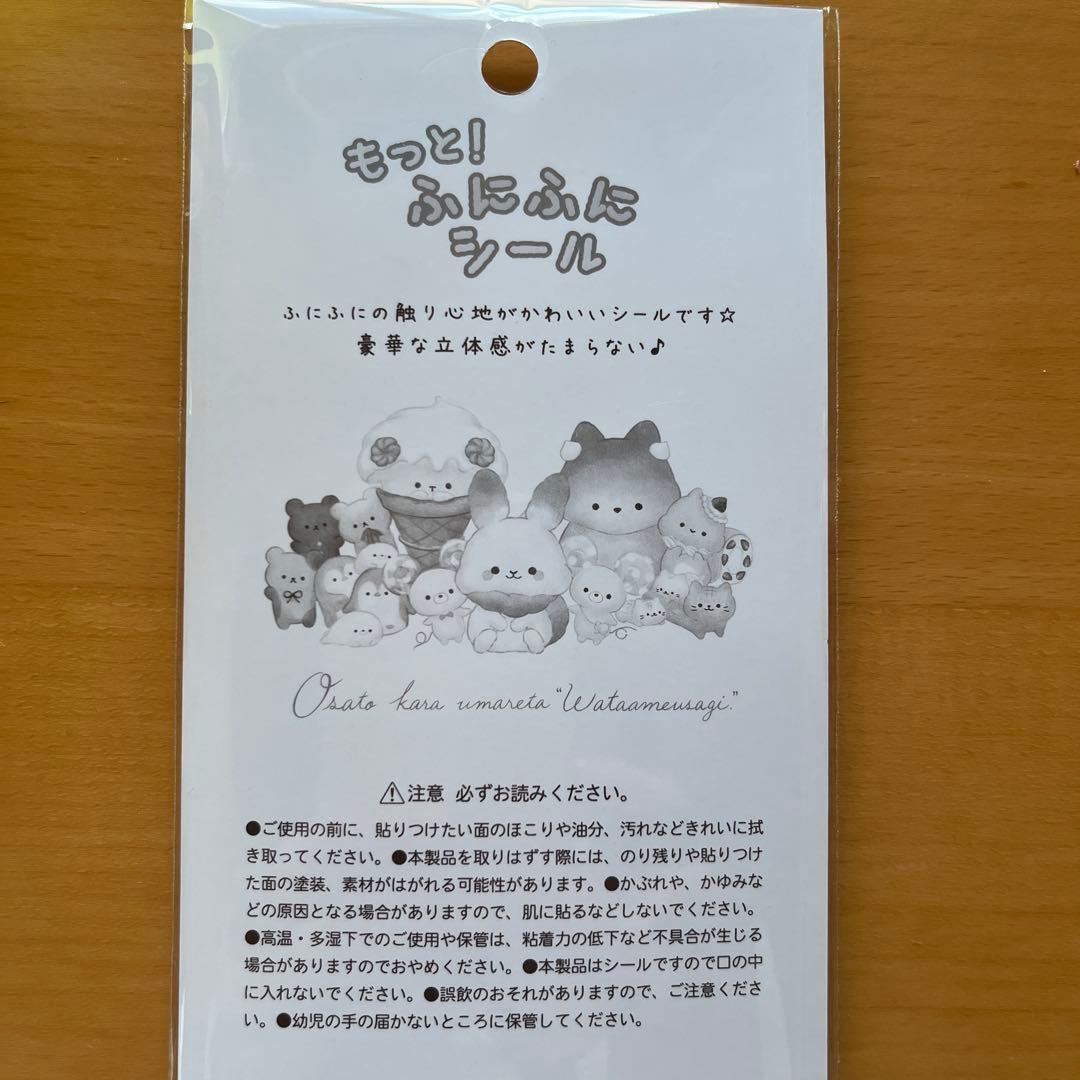 もっと!
ふにふに
シール
ふにふにの触り心地がかわいいシールです☆
豪華な立体感がたまらない♪
Osato kara umareta “Wataameusagi.”
⚠注意 必ずお読みください。
●ご使用の前に、貼りつけたい面のほこりや油分、汚れなどきれいに拭
き取ってください。●本製品を取りはずす際には、のり残りや貼りつけ
た面の塗装、素材がはがれる可能性があります。●かぶれや、かゆみな
どの原因となる場合がありますので、肌に貼るなどしないでください。
●高温・多湿下でのご使用や保管は、粘着力の低下など不具合が生じる
場合がありますのでおやめください。●本製品はシールですので口の中
に入れないでください。●誤飲のおそれがありますので、ご注意くださ
い。●幼児の手の届かないところに保管してください。